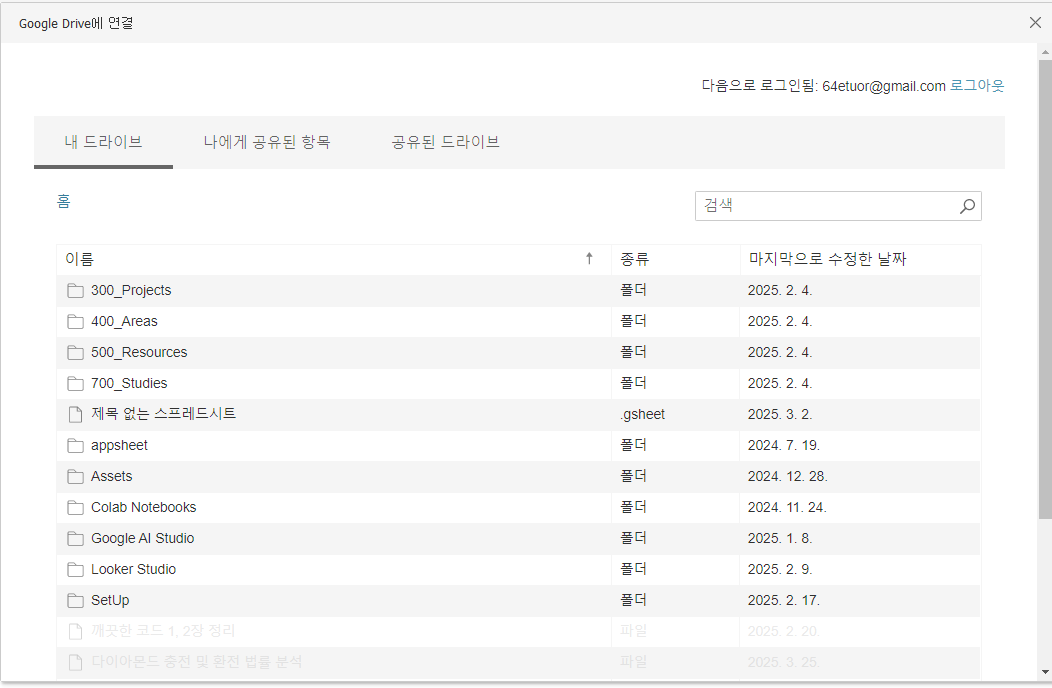 Google Drive에 연결
다음으로 로그인됨: 64etuor@gmail.com 로그아웃
내 드라이브 나에게 공유된 항목 공유된 드라이브
홈 검색
이름 ↑ 종류 마지막으로 수정한 날짜
300_Projects 폴더 2025. 2. 4.
400_Areas 폴더 2025. 2. 4.
500_Resources 폴더 2025. 2. 4.
700_Studies 폴더 2025. 2. 4.
제목 없는 스프레드시트 .gsheet 2025. 3. 2.
appsheet 폴더 2024. 7. 19.
Assets 폴더 2024. 12. 28.
Colab Notebooks 폴더 2024. 11. 24.
Google AI Studio 폴더 2025. 1. 8.
Looker Studio 폴더 2025. 2. 9.
SetUp 폴더 2025. 2. 17.
깨끗한 코드 1, 2장 정리 파일 2025. 2. 20.
다이아몬드 충전 및 환전 법률 분석 파일 2025. 3. 25.